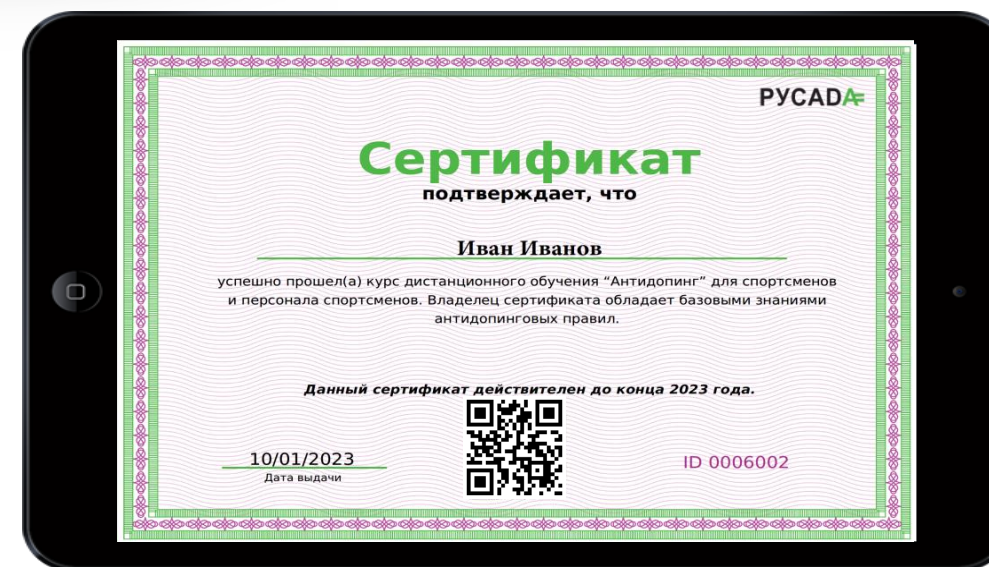 РУСАДА
Сертификат
подтверждает, что
Иван Иванов
успешно прошел(а) курс дистанционного обучения “Антидопинг” для спортсменов
и персонала спортсменов. Владелец сертификата обладает базовыми знаниями
антидопинговых правил.
Данный сертификат действителен до конца 2023 года.
10/01/2023
Дата выдачи
ID 0006002